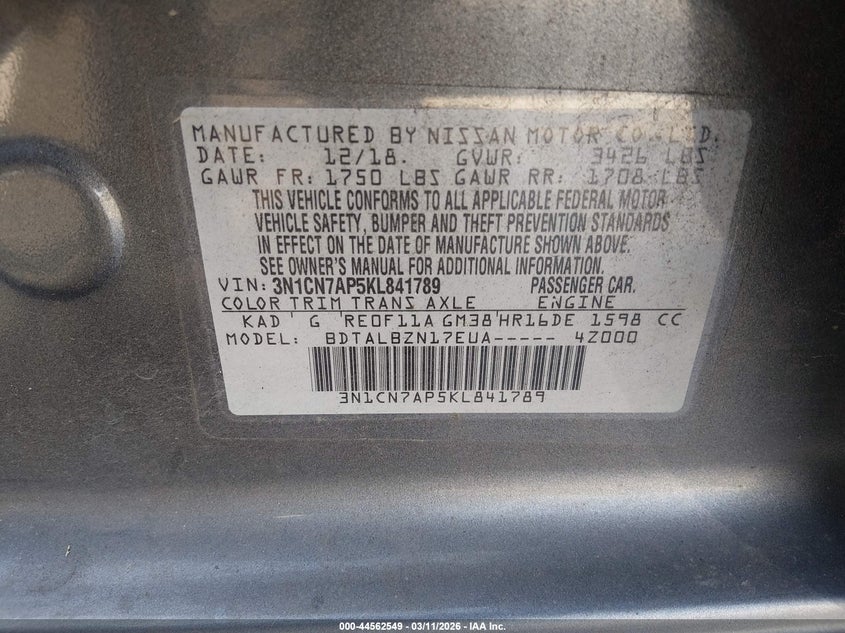 MANUFACTURED BY NISSAN MOTOR CO.,LTD.
DATE: 12/18. GVWR: 3426 LBS
GAWR FR: 1750 LBS GAWR RR: 1708 LBS
THIS VEHICLE CONFORMS TO ALL APPLICABLE FEDERAL MOTOR
VEHICLE SAFETY, BUMPER AND THEFT PREVENTION STANDARDS
IN EFFECT ON THE DATE OF MANUFACTURE SHOWN ABOVE.
SEE OWNER'S MANUAL FOR ADDITIONAL INFORMATION.
VIN: 3N1CN7AP5KL841789 PASSENGER CAR.
COLOR TRIM TRANS AXLE ENGINE
KAD G RE0F11A GM38 HR16DE 1598 CC
MODEL: BDTALBZN17EUA----- 4Z000
3N1CN7AP5KL841789
000-44562549 - 03/11/2026 - IAA Inc.